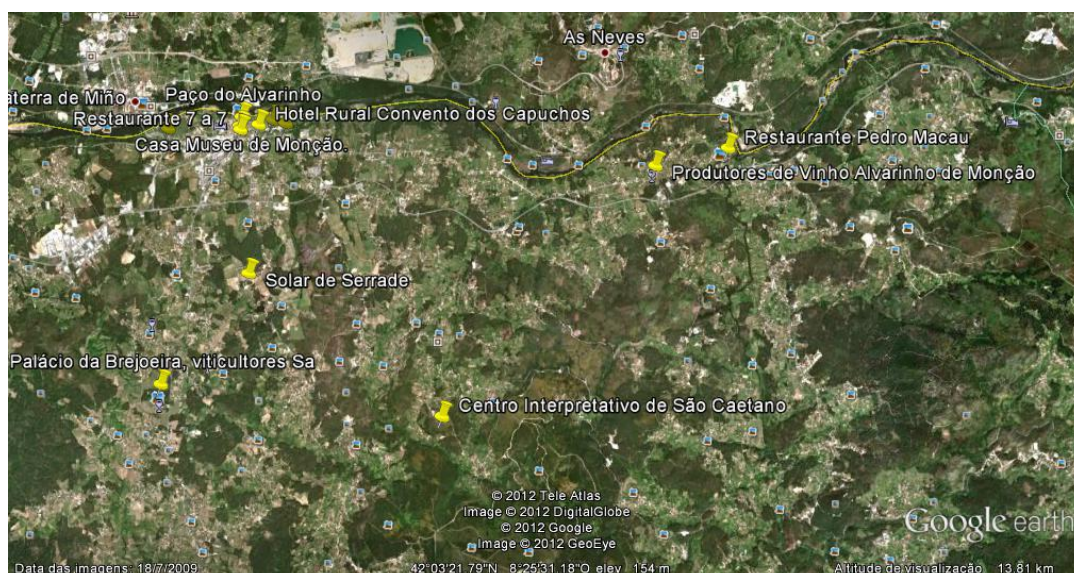 As Neves
Paço do Alvarinho
aterra de Miño
Restaurante 7 a 7
Hotel Rural Convento dos Capuchos
Casa Museu de Monção.
Restaurante Pedro Macau
Produtores de Vinho Alvarinho de Monção
Solar de Serrade
Palácio da Brejoeira, viticultores Sa
Centro Interpretativo de São Caetano
© 2012 Tele Atlas
Image © 2012 DigitalGlobe
© 2012 Google
Image © 2012 GeoEye
Google earth
Data das imagens: 18/7/2009
42°03'21.79"N 8°25'31.18"O elev 154 m
Altitude de visualização 13.81 km